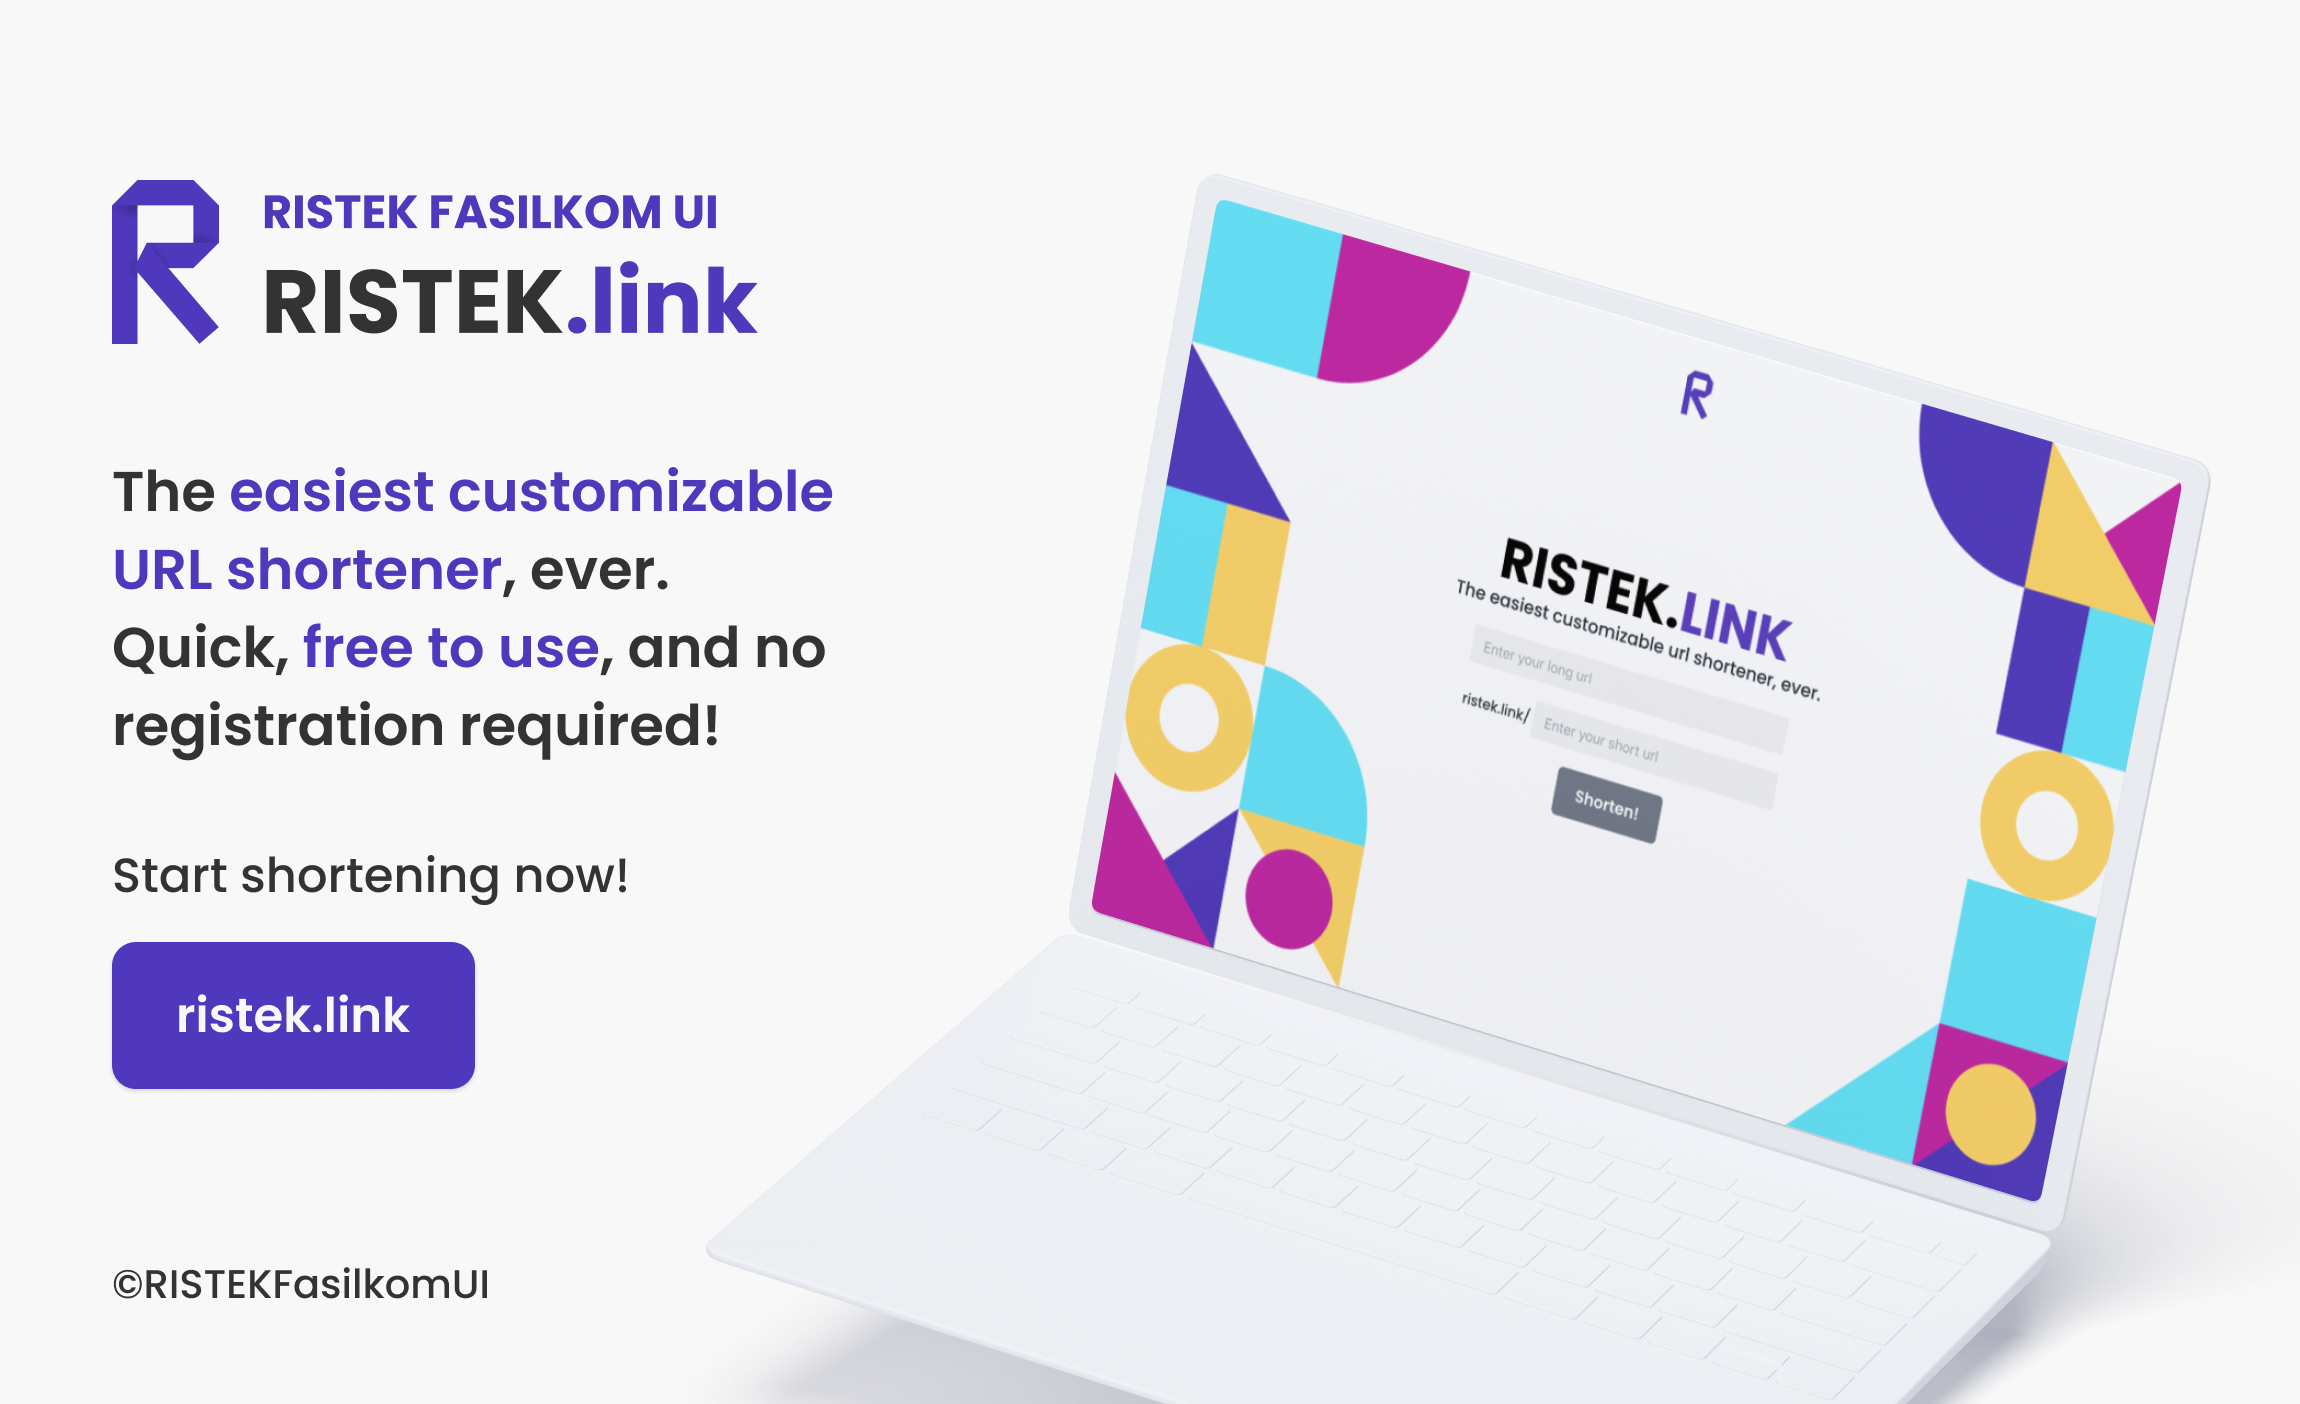 RISTEK FASILKOM UI
RISTEK.link
The easiest customizable
URL shortener, ever.
Quick, free to use, and no
registration required!
Start shortening now!
ristek.link
©RISTEKFasilkomUI
RISTEK.LINK
The easiest customizable url shortener, ever.
Enter your long url
ristek.link/
Enter your short url
Shorten!